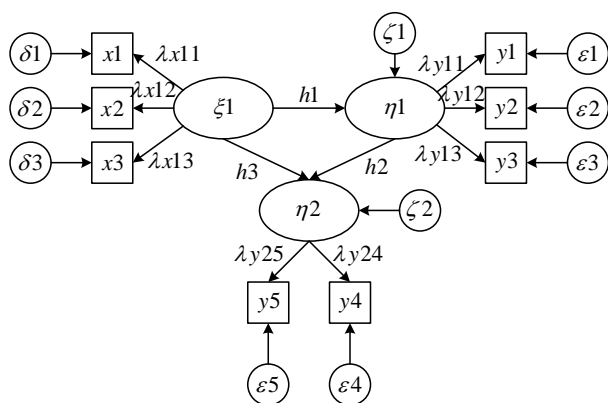 ζ1
δ1 x1 λx11 λy11 y1 ε1
δ2 x2 λx12 ξ1 h1 η1 λy12 y2 ε2
δ3 x3 λx13 h3 h2 λy13 y3 ε3
η2 ζ2
λy25 λy24
y5 y4
ε5 ε4